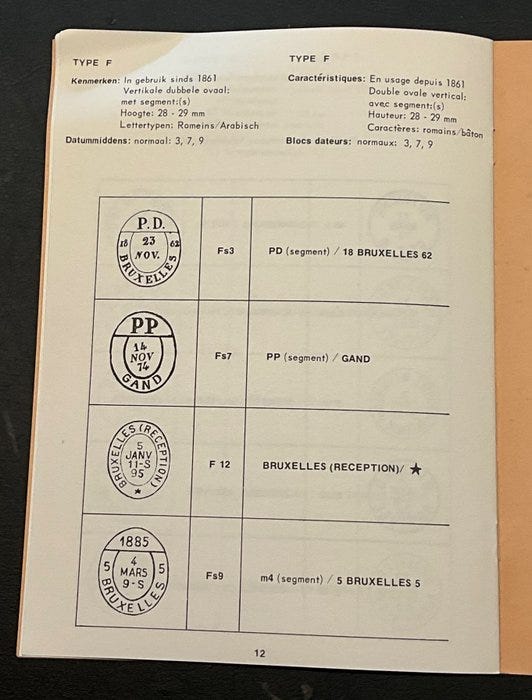 TYPE F
Kenmerken: In gebruik sinds 1861
Vertikale dubbele ovaal:
met segment:(s)
Hoogte: 28 - 29 mm
Lettertypen: Romeins/Arabisch
Datummiddens: normaal: 3, 7, 9
TYPE F
Caractéristiques: En usage depuis 1861
Double ovale vertical:
avec segment:(s)
Hauteur: 28 - 29 mm
Caractères: romains/bâton
Blocs dateurs: normaux: 3, 7, 9
P.D.
18 23 62
NOV.
BRUXELLES
Fs3
PD (segment) / 18 BRUXELLES 62
PP
14
NOV
74
GAND
Fs7
PP (segment) / GAND
BRUXELLES (RECEPTION)
5
JANV
11-S
95
★
F 12
BRUXELLES (RECEPTION)/ ★
1885
5 4 5
MARS
9-S
BRUXELLES
Fs9
m4 (segment) / 5 BRUXELLES 5
12